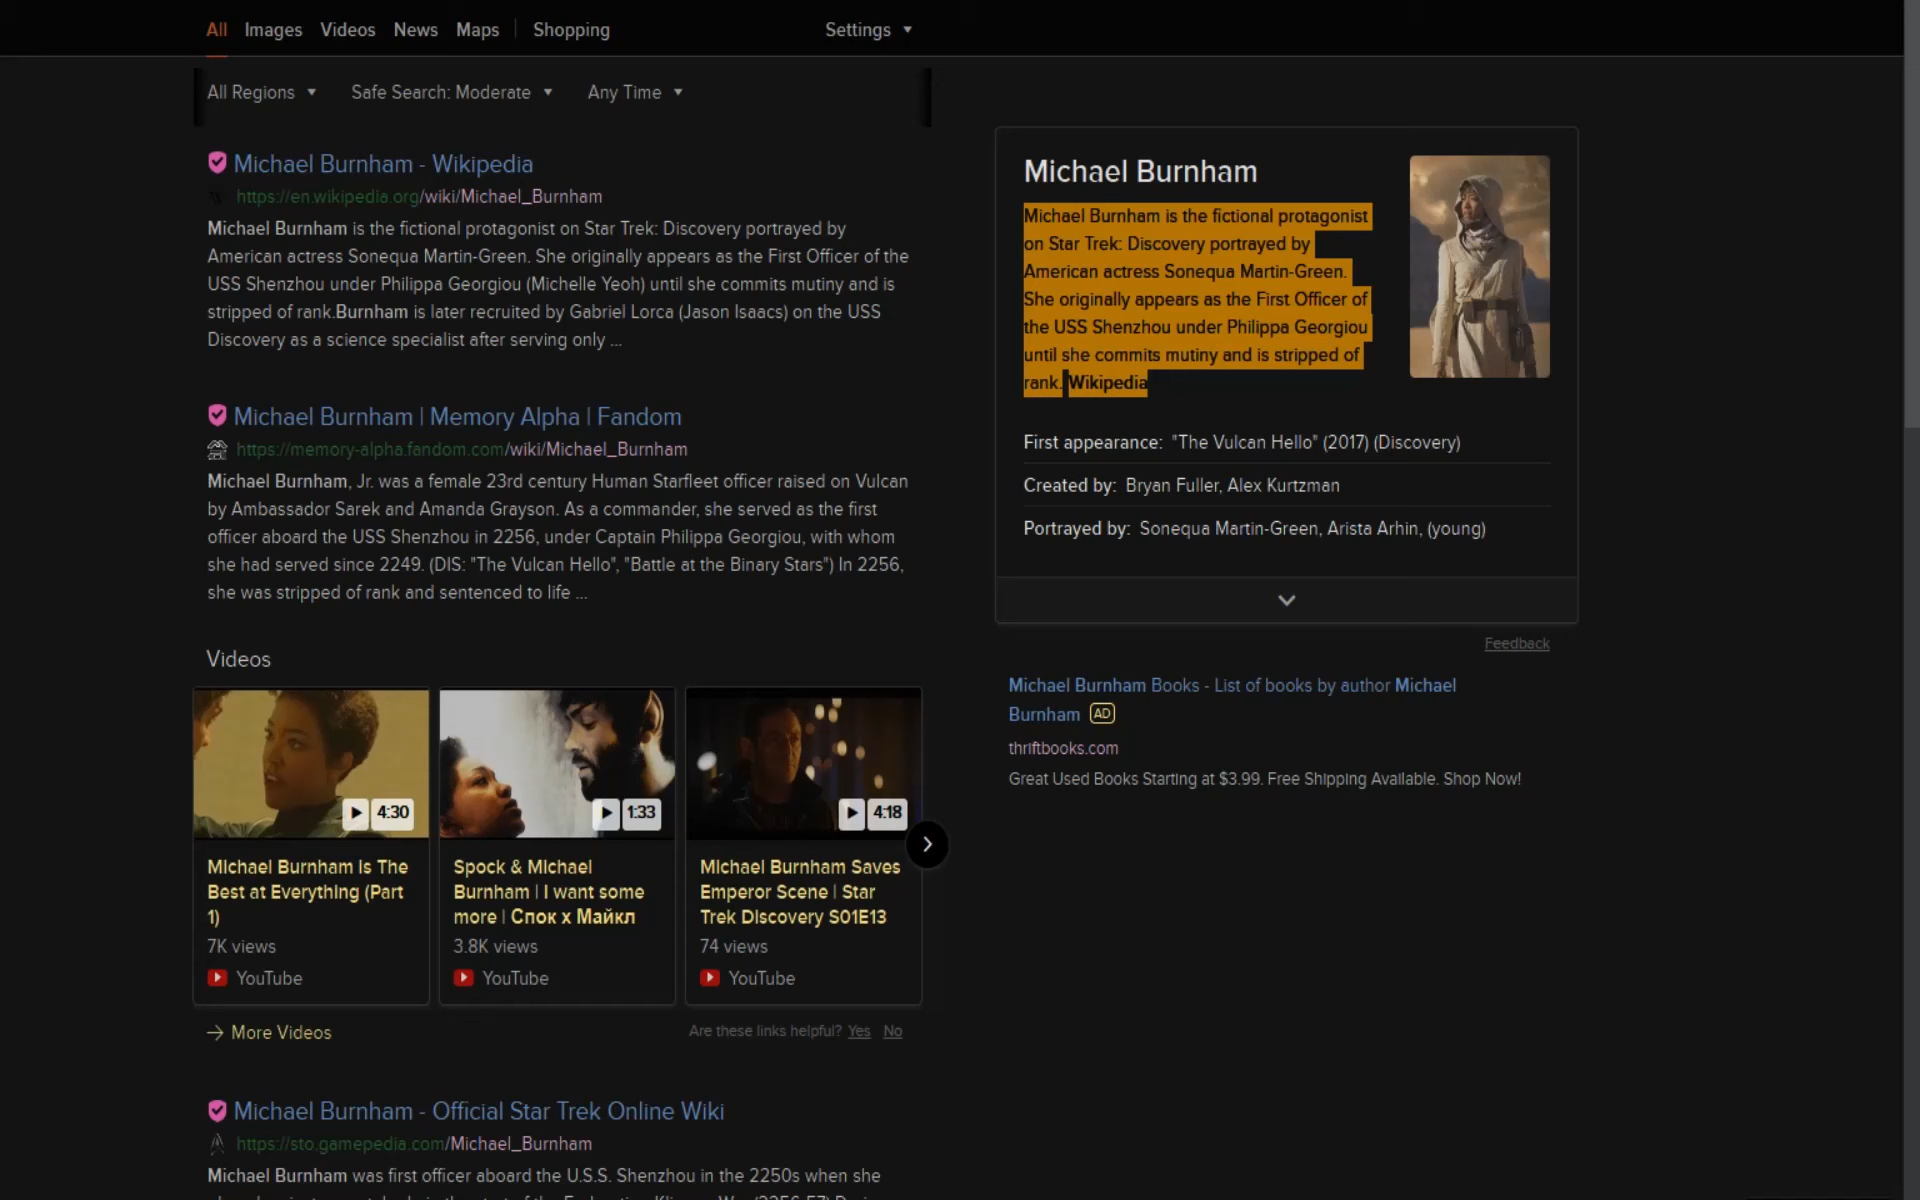 All Images Videos News Maps Shopping Settings
All Regions Safe Search: Moderate Any Time
Michael Burnham - Wikipedia
https://en.wikipedia.org/wiki/Michael_Burnham
Michael Burnham is the fictional protagonist on Star Trek: Discovery portrayed by
American actress Sonequa Martin-Green. She originally appears as the First Officer of the
USS Shenzhou under Philippa Georgiou (Michelle Yeoh) until she commits mutiny and is
stripped of rank.Burnham is later recruited by Gabriel Lorca (Jason Isaacs) on the USS
Discovery as a science specialist after serving only ...
Michael Burnham | Memory Alpha | Fandom
https://memory-alpha.fandom.com/wiki/Michael_Burnham
Michael Burnham, Jr. was a female 23rd century Human Starfleet officer raised on Vulcan
by Ambassador Sarek and Amanda Grayson. As a commander, she served as the first
officer aboard the USS Shenzhou in 2256, under Captain Philippa Georgiou, with whom
she had served since 2249. (DIS: "The Vulcan Hello", "Battle at the Binary Stars") In 2256,
she was stripped of rank and sentenced to life ...
Videos
4:30
Michael Burnham Is The
Best at Everything (Part
1)
7K views
YouTube
1:33
Spock & Michael
Burnham | I want some
more | Спок х Майкл
3.8K views
YouTube
4:18
Michael Burnham Saves
Emperor Scene | Star
Trek Discovery S01E13
74 views
YouTube
More Videos
Are these links helpful? Yes No
Michael Burnham - Official Star Trek Online Wiki
https://sto.gamepedia.com/Michael_Burnham
Michael Burnham was first officer aboard the U.S.S. Shenzhou in the 2250s when she
Michael Burnham
Michael Burnham is the fictional protagonist
on Star Trek: Discovery portrayed by
American actress Sonequa Martin-Green.
She originally appears as the First Officer of
the USS Shenzhou under Philippa Georgiou
until she commits mutiny and is stripped of
rank. Wikipedia
First appearance: "The Vulcan Hello" (2017) (Discovery)
Created by: Bryan Fuller, Alex Kurtzman
Portrayed by: Sonequa Martin-Green, Arista Arhin, (young)
Feedback
Michael Burnham Books - List of books by author Michael
Burnham AD
thriftbooks.com
Great Used Books Starting at $3.99. Free Shipping Available. Shop Now!